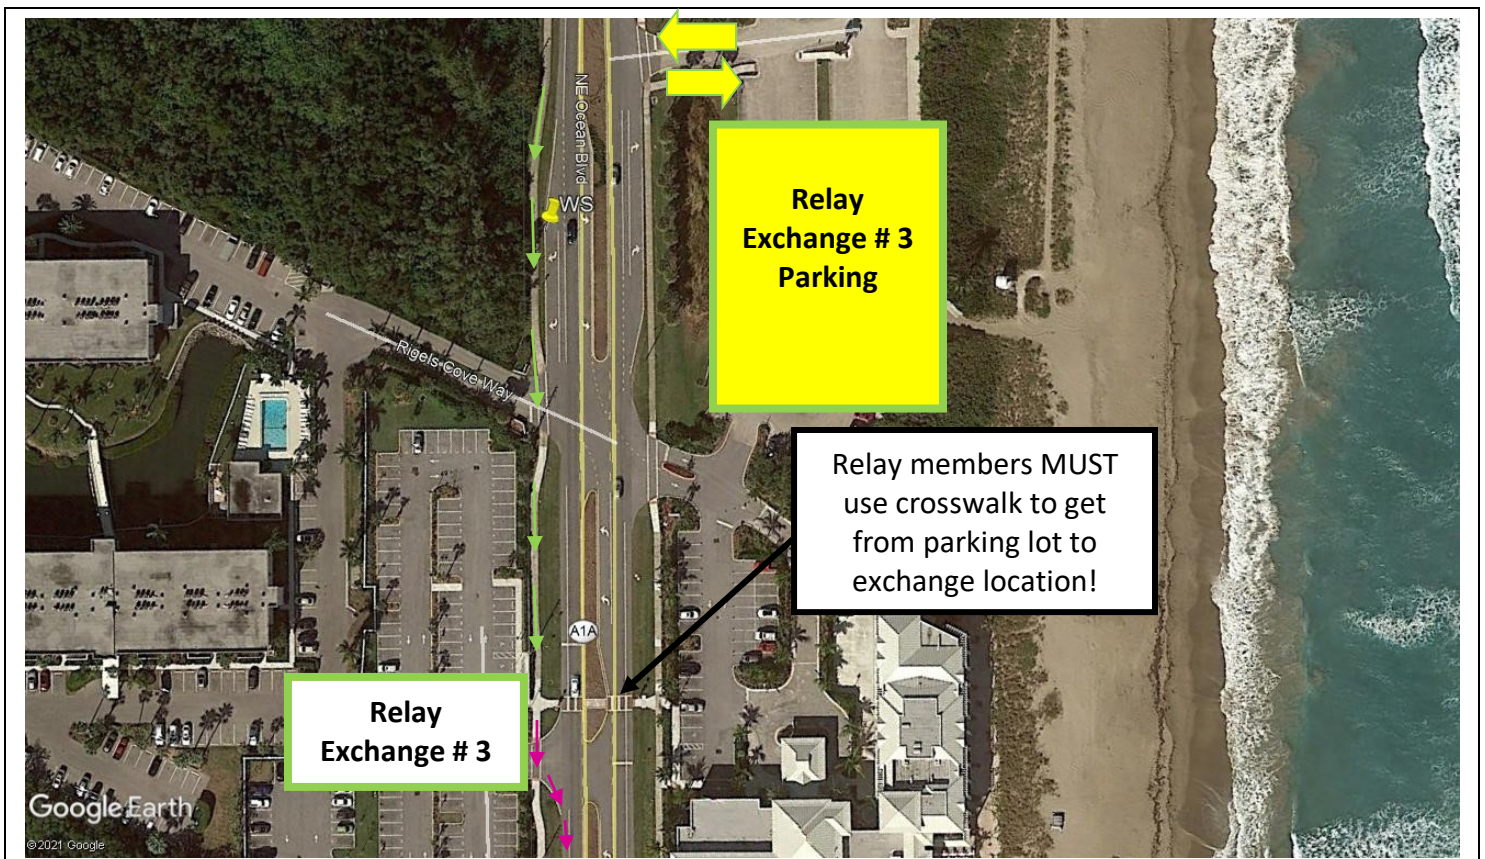 NE Ocean Blvd
WS
Relay
Exchange # 3
Parking
Rigels Cove Way
Relay members MUST
use crosswalk to get
from parking lot to
exchange location!
A1A
Relay
Exchange # 3
Google Earth
©2021 Google